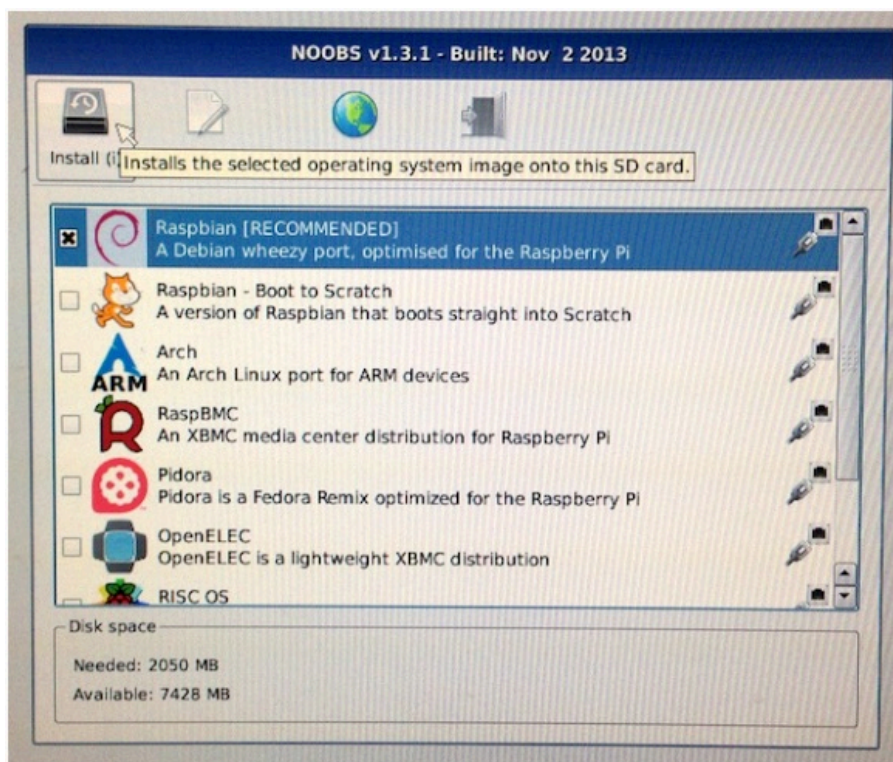 NOOBS v1.3.1 - Built: Nov 2 2013
Install (i)
Installs the selected operating system image onto this SD card.
Raspbian [RECOMMENDED]
A Debian wheezy port, optimised for the Raspberry Pi
Raspbian - Boot to Scratch
A version of Raspbian that boots straight into Scratch
Arch
ARM
An Arch Linux port for ARM devices
RaspBMC
An XBMC media center distribution for Raspberry Pi
Pidora
Pidora is a Fedora Remix optimized for the Raspberry Pi
OpenELEC
OpenELEC is a lightweight XBMC distribution
RISC OS
Disk space
Needed: 2050 MB
Available: 7428 MB